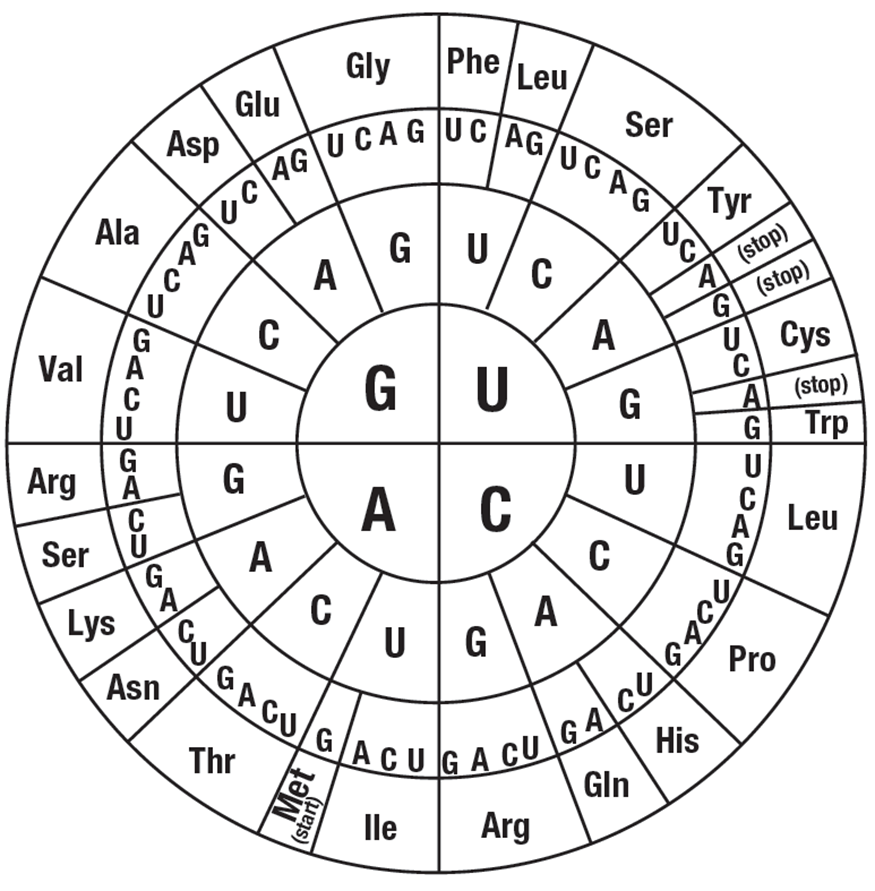 Phe
Leu
Ser
Tyr
(stop)
(stop)
Cys
(stop)
Trp
Leu
Pro
His
Gln
Arg
Ile
Met
(start)
Thr
Asn
Lys
Ser
Arg
Val
Ala
Asp
Glu
Gly
U C
A G
U C A G
U C
A
G
U C
A
G
U C A G
U C A G
U C
A G
U C A G
U C A
G
U C A G
U C
A G
U C
A G
U C A G
U C A G
U C
A G
U C A G
U
C
A
G
U
C
A
G
U
C
A
G
U
C
A
G
U
C
A
G